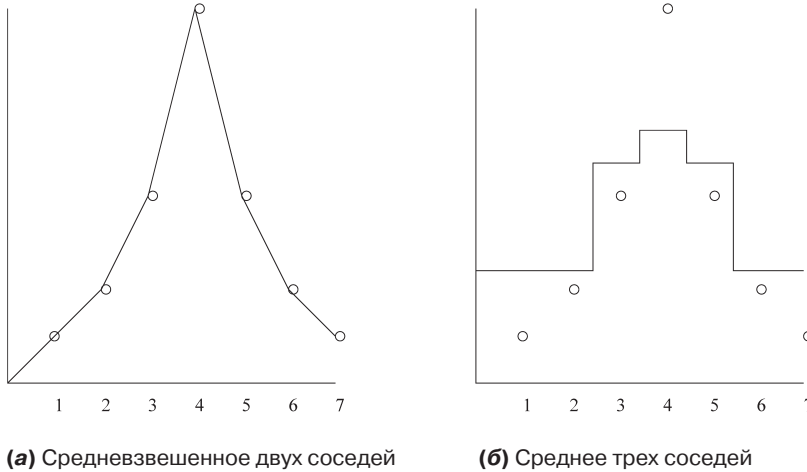 1 2 3 4 5 6 7
1 2 3 4 5 6 7
(а) Средневзвешенное двух соседей
(б) Среднее трех соседей